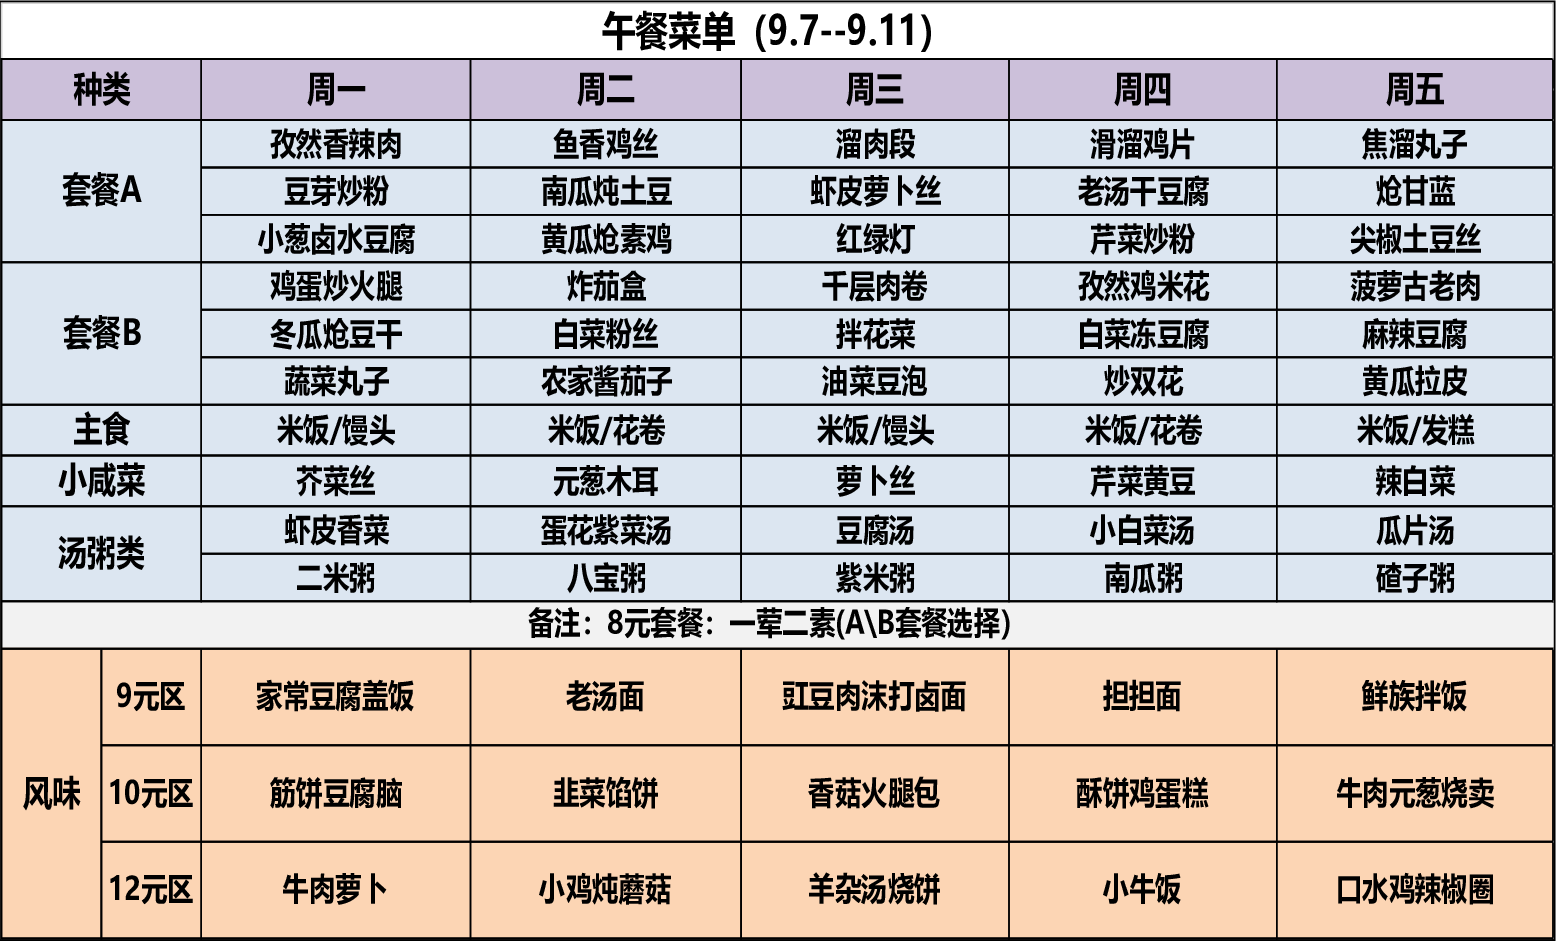 午餐菜单 (9.7--9.11)
种类 周一 周二 周三 周四 周五
套餐A 孜然香辣肉 鱼香鸡丝 溜肉段 滑溜鸡片 焦溜丸子
豆芽炒粉 南瓜炖土豆 虾皮萝卜丝 老汤干豆腐 炝甘蓝
小葱卤水豆腐 黄瓜炝素鸡 红绿灯 芹菜炒粉 尖椒土豆丝
套餐B 鸡蛋炒火腿 炸茄盒 千层肉卷 孜然鸡米花 菠萝古老肉
冬瓜炝豆干 白菜粉丝 拌花菜 白菜冻豆腐 麻辣豆腐
蔬菜丸子 农家酱茄子 油菜豆泡 炒双花 黄瓜拉皮
主食 米饭/馒头 米饭/花卷 米饭/馒头 米饭/花卷 米饭/发糕
小咸菜 芥菜丝 元葱木耳 萝卜丝 芹菜黄豆 辣白菜
汤粥类 虾皮香菜 蛋花紫菜汤 豆腐汤 小白菜汤 瓜片汤
二米粥 八宝粥 紫米粥 南瓜粥 碴子粥
备注：8元套餐：一荤二素(A\B套餐选择)
风味 9元区 家常豆腐盖饭 老汤面 豇豆肉沫打卤面 担担面 鲜族拌饭
10元区 筋饼豆腐脑 韭菜馅饼 香菇火腿包 酥饼鸡蛋糕 牛肉元葱烧卖
12元区 牛肉萝卜 小鸡炖蘑菇 羊杂汤烧饼 小牛饭 口水鸡辣椒圈